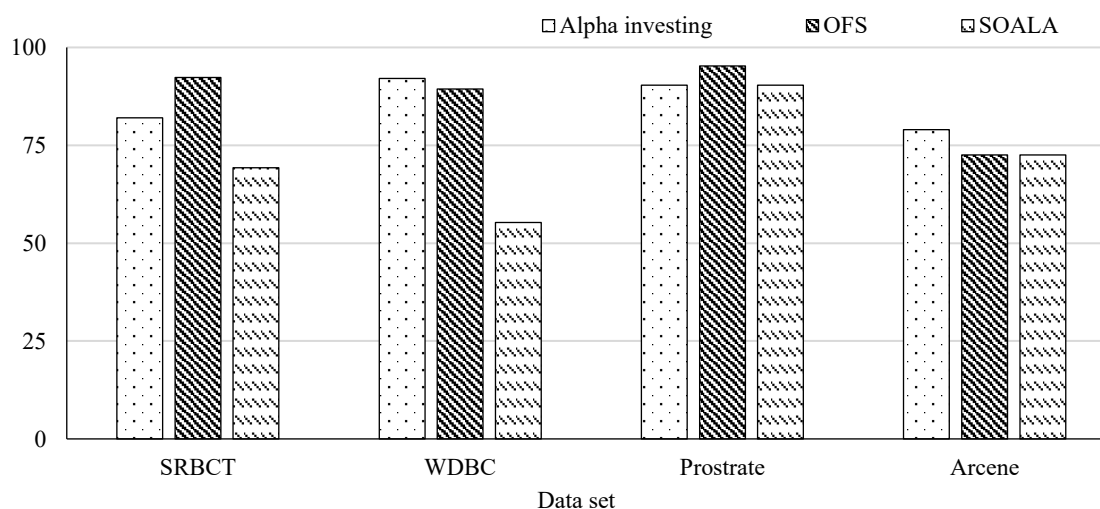 Alpha investing OFS SOALA
100
75
50
25
0
SRBCT WDBC Prostrate Arcene
Data set